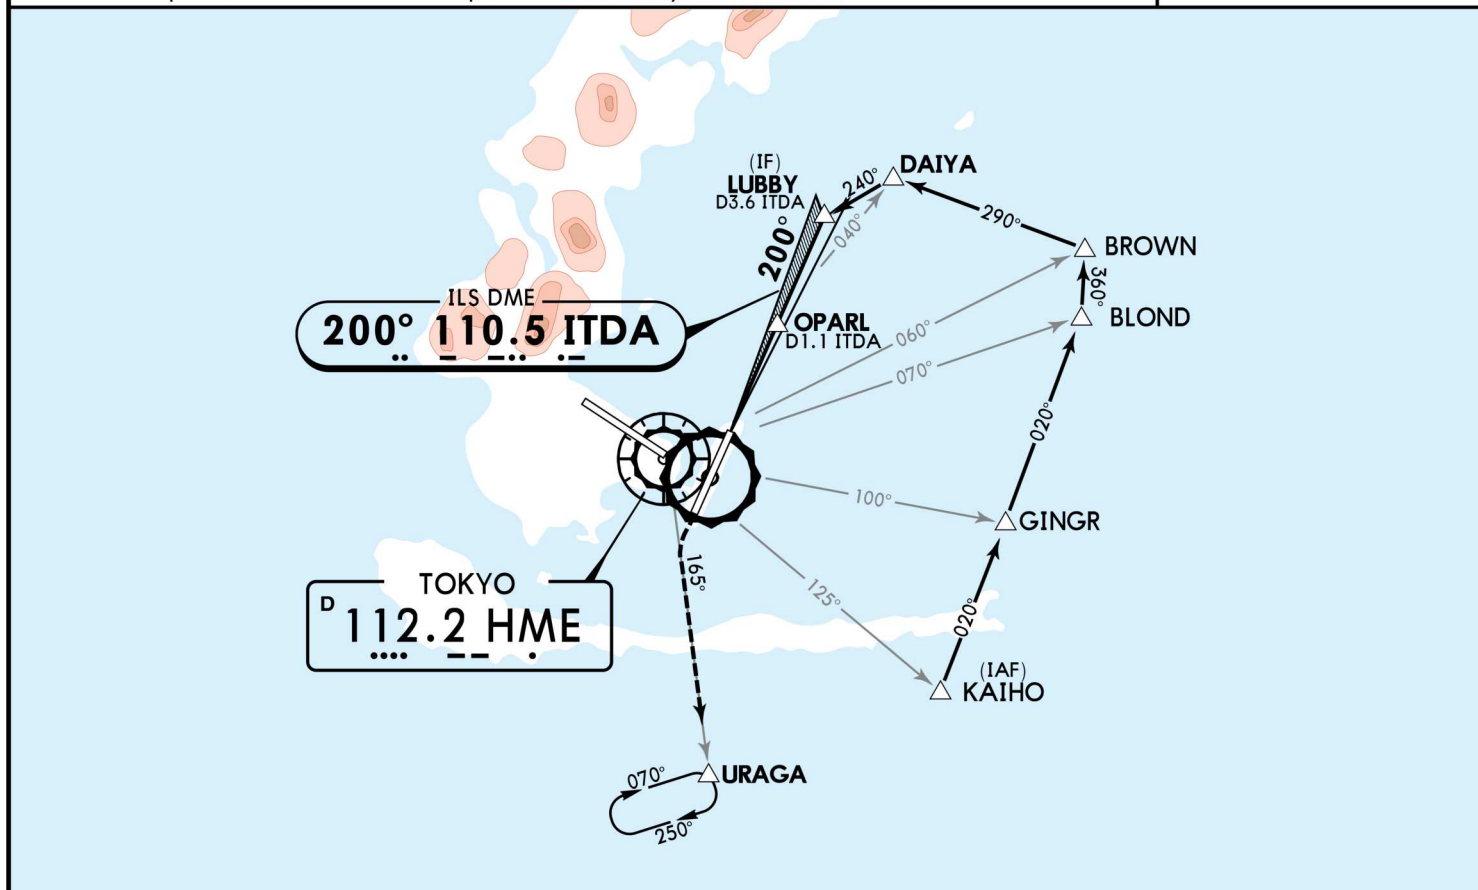 (IF)
LUBBY
D3.6 ITDA
240°
DAIYA
040°
200°
290°
BROWN
360°
ILS DME
200° 110.5 ITDA
OPARL
D1.1 ITDA
060°
BLOND
070°
020°
100°
GINGR
165°
125°
TOKYO
D
112.2 HME
020°
(IAF)
KAIHO
070°
URAGA
250°